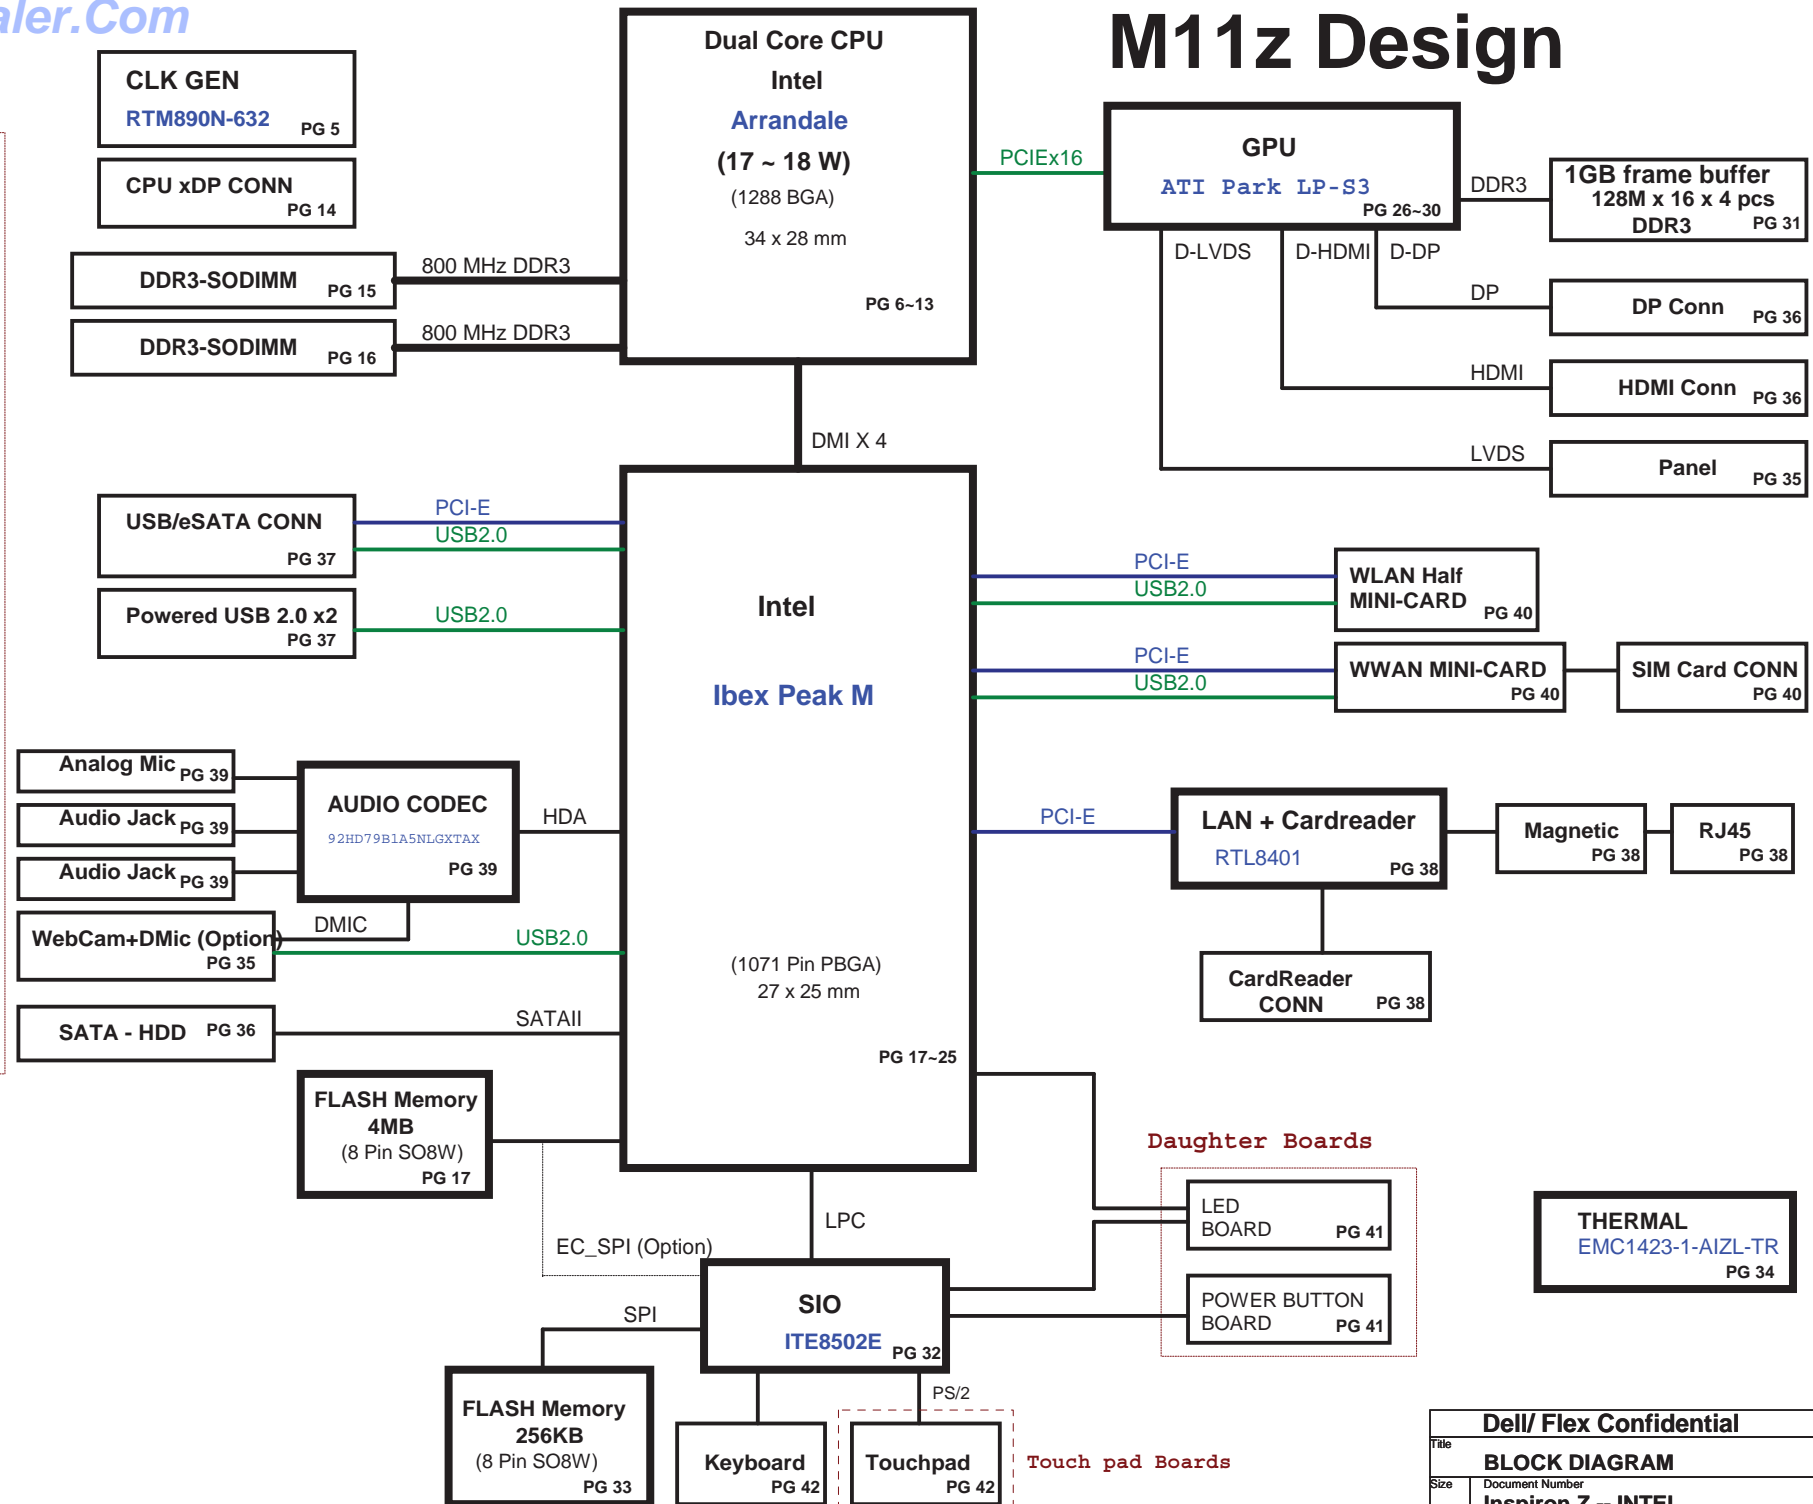 aler.Com
M11z Design
CLK GEN
RTM890N-632
PG 5
CPU xDP CONN
PG 14
DDR3-SODIMM
PG 15
800 MHz DDR3
DDR3-SODIMM
PG 16
800 MHz DDR3
Dual Core CPU
Intel
Arrandale
(17 ~ 18 W)
(1288 BGA)
34 x 28 mm
PG 6~13
PCIEx16
GPU
ATI Park LP-S3
PG 26~30
DDR3
1GB frame buffer
128M x 16 x 4 pcs
DDR3
PG 31
D-LVDS
D-HDMI
D-DP
DP
DP Conn
PG 36
HDMI
HDMI Conn
PG 36
LVDS
Panel
PG 35
DMI X 4
USB/eSATA CONN
PG 37
PCI-E
USB2.0
Powered USB 2.0 x2
PG 37
USB2.0
Intel
Ibex Peak M
(1071 Pin PBGA)
27 x 25 mm
PG 17~25
PCI-E
USB2.0
WLAN Half
MINI-CARD
PG 40
PCI-E
USB2.0
WWAN MINI-CARD
PG 40
SIM Card CONN
PG 40
Analog Mic
PG 39
Audio Jack
PG 39
Audio Jack
PG 39
AUDIO CODEC
92HD79B1A5NLGXTAX
PG 39
HDA
DMIC
WebCam+DMic (Option)
PG 35
USB2.0
SATA - HDD
PG 36
SATAII
PCI-E
LAN + Cardreader
RTL8401
PG 38
Magnetic
PG 38
RJ45
PG 38
CardReader
CONN
PG 38
FLASH Memory
4MB
(8 Pin SO8W)
PG 17
EC_SPI (Option)
LPC
Daughter Boards
LED
BOARD
PG 41
POWER BUTTON
BOARD
PG 41
THERMAL
EMC1423-1-AIZL-TR
PG 34
SIO
ITE8502E
PG 32
SPI
PS/2
FLASH Memory
256KB
(8 Pin SO8W)
PG 33
Keyboard
PG 42
Touchpad
PG 42
Touch pad Boards
Dell/ Flex Confidential
Title
BLOCK DIAGRAM
Size
Document Number
Inspiron Z -- INTEL